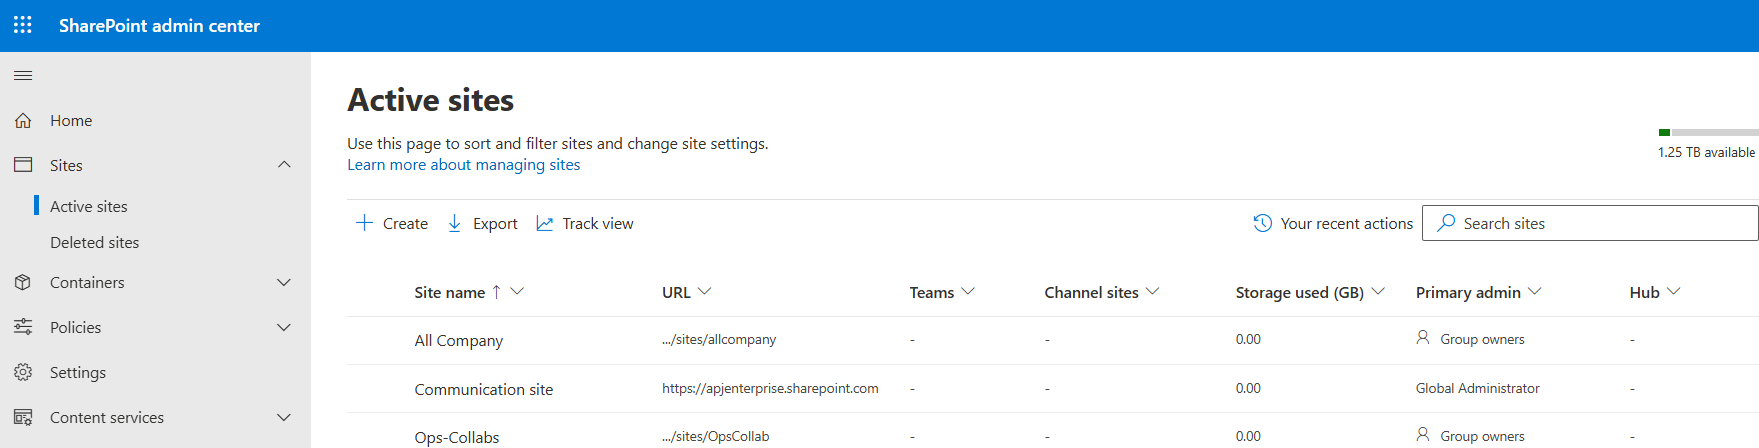 SharePoint admin center
Home
Sites
Active sites
Deleted sites
Containers
Policies
Settings
Content services
Active sites
Use this page to sort and filter sites and change site settings.
Learn more about managing sites
1.25 TB available
Create Export Track view Your recent actions Search sites
Site name ↑ URL Teams Channel sites Storage used (GB) Primary admin Hub
All Company .../sites/allcompany - - 0.00 Group owners -
Communication site https://apjenterprise.sharepoint.com - - 0.00 Global Administrator -
Ops-Collabs .../sites/OpsCollab - - 0.00 Group owners -